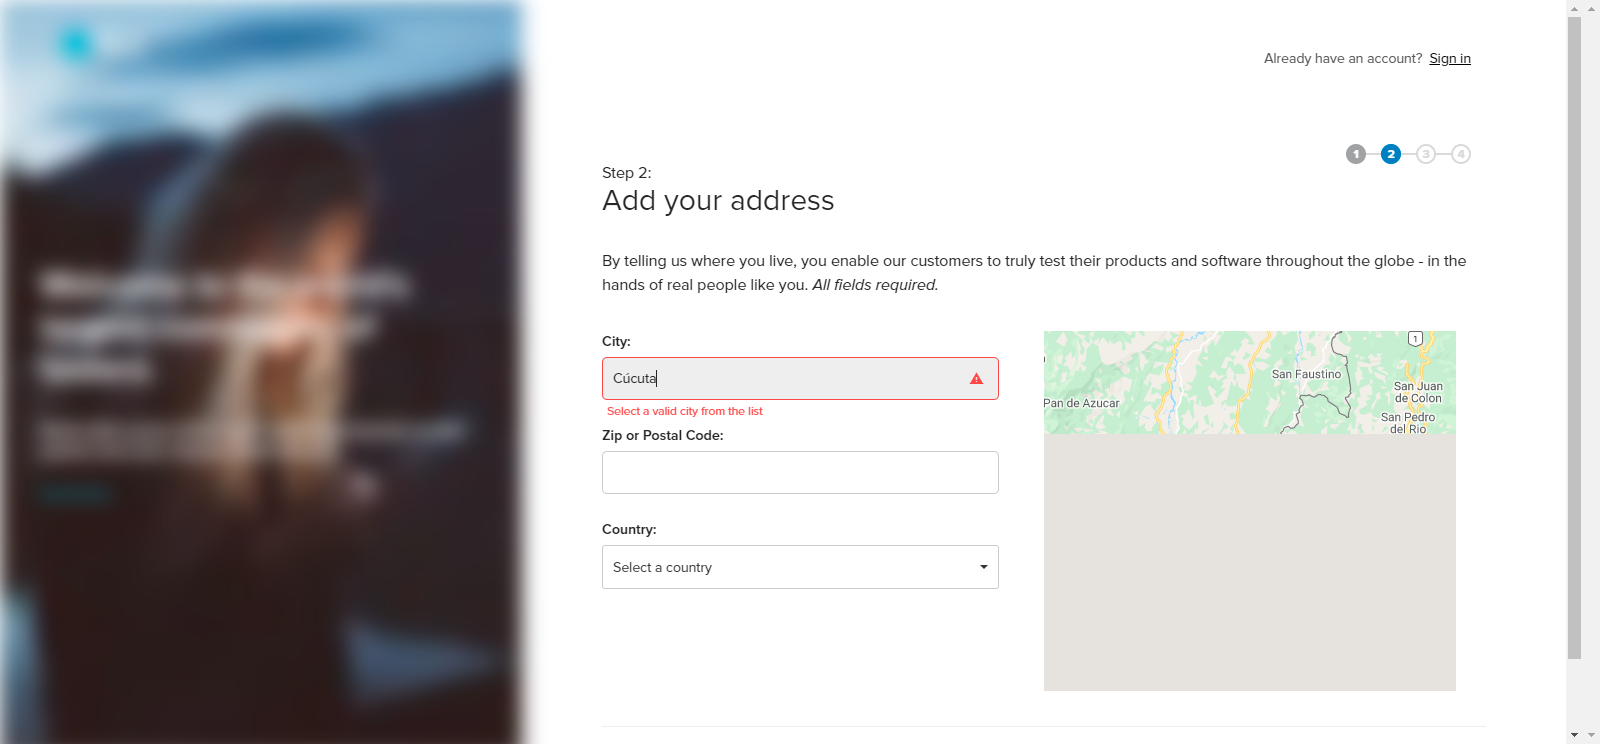 Already have an account? Sign in
1 2 3 4
Step 2:
Add your address
By telling us where you live, you enable our customers to truly test their products and software throughout the globe - in the
hands of real people like you. All fields required.
City:
Cúcuta
Select a valid city from the list
Zip or Postal Code:
Country:
Select a country
1
San Faustino
San Juan
de Colon
Pan de Azucar
San Pedro
del Rio